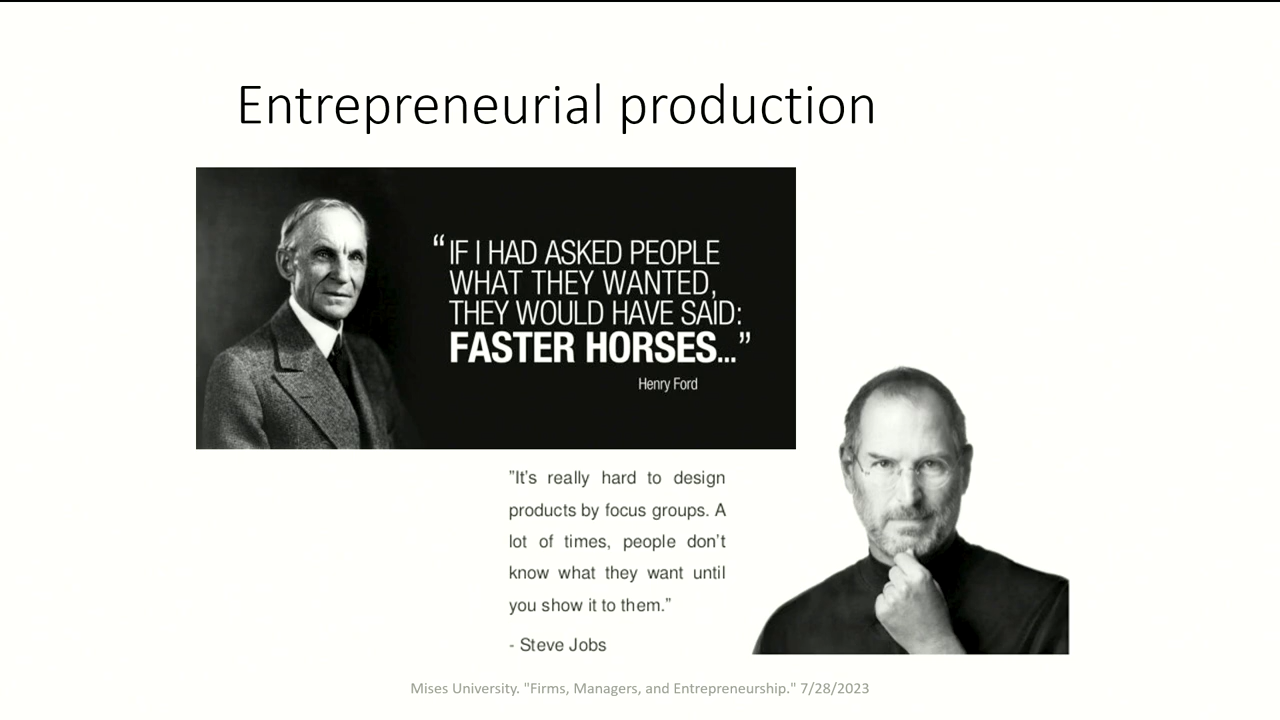 Entrepreneurial production
“IF I HAD ASKED PEOPLE
WHAT THEY WANTED,
THEY WOULD HAVE SAID:
FASTER HORSES...”
Henry Ford
”It’s really hard to design
products by focus groups. A
lot of times, people don’t
know what they want until
you show it to them.”
- Steve Jobs
Mises University. "Firms, Managers, and Entrepreneurship." 7/28/2023